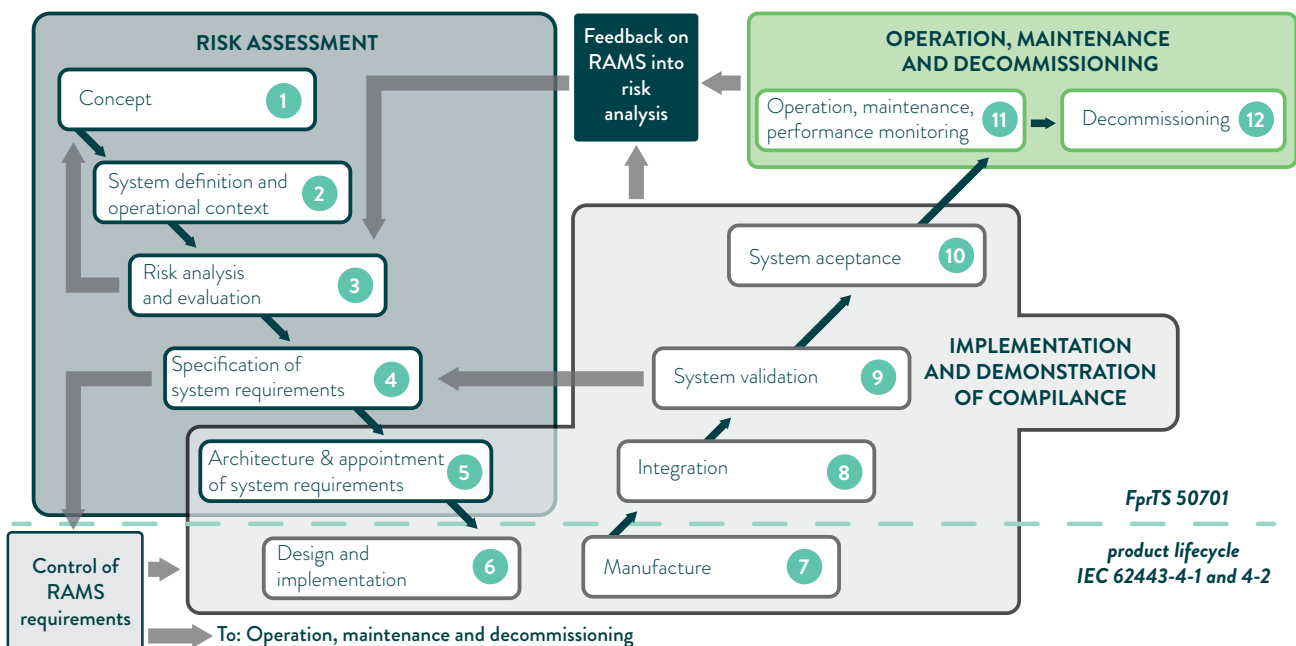 RISK ASSESSMENT
Concept
1
System definition and
operational context
2
Risk analysis
and evaluation
3
Specification of
system requirements
4
Architecture & appointment
of system requirements
5
Feedback on
RAMS into
risk
analysis
OPERATION, MAINTENANCE
AND DECOMMISSIONING
Operation, maintenance,
performance monitoring
11
Decommissioning
12
System aceptance
10
IMPLEMENTATION
AND DEMONSTRATION
OF COMPILANCE
System validation
9
Integration
8
Design and
implementation
6
Manufacture
7
FprTS 50701
product lifecycle
IEC 62443-4-1 and 4-2
Control of
RAMS
requirements
To: Operation, maintenance and decommissioning